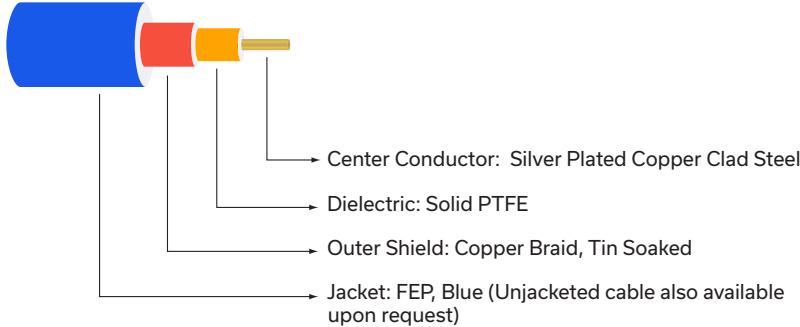 Center Conductor: Silver Plated Copper Clad Steel
Dielectric: Solid PTFE
Outer Shield: Copper Braid, Tin Soaked
Jacket: FEP, Blue (Unjacketed cable also available
upon request)